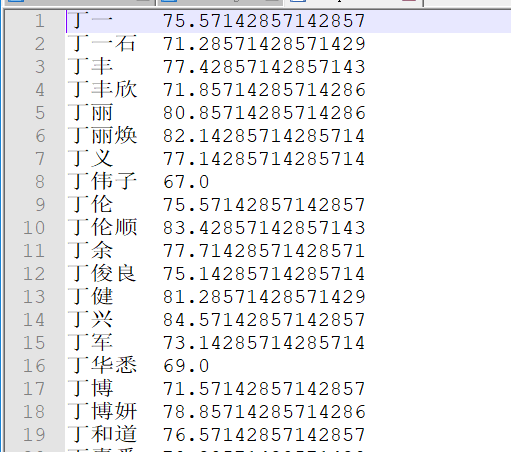 1 丁一 75.57142857142857
2 丁一石 71.28571428571429
3 丁丰 77.42857142857143
4 丁丰欣 71.85714285714286
5 丁丽 80.85714285714286
6 丁丽焕 82.14285714285714
7 丁义 77.14285714285714
8 丁伟子 67.0
9 丁伦 75.57142857142857
10 丁伦顺 83.42857142857143
11 丁余 77.71428571428571
12 丁俊良 75.14285714285714
13 丁健 81.28571428571429
14 丁兴 84.57142857142857
15 丁军 73.14285714285714
16 丁华悉 69.0
17 丁博 71.57142857142857
18 丁博妍 78.85714285714286
19 丁和道 76.57142857142857